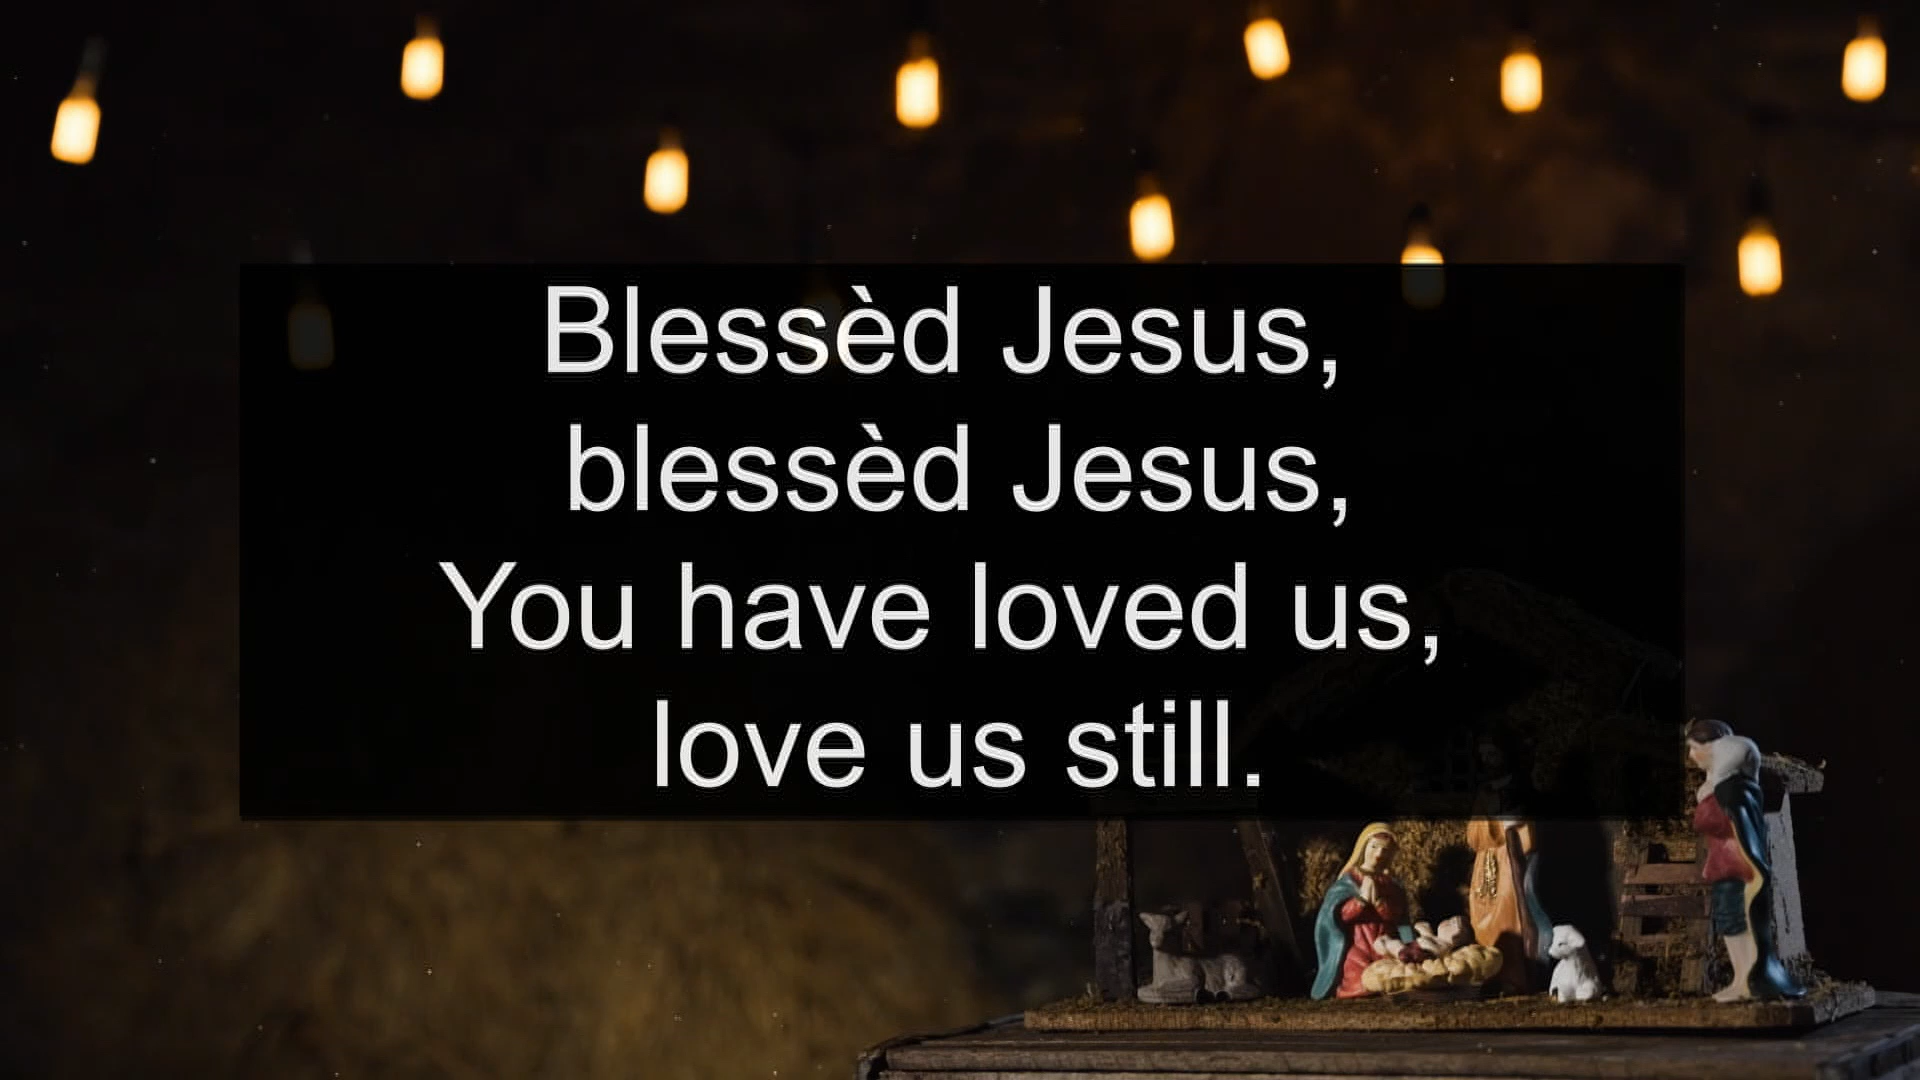 Blessèd Jesus,
blessèd Jesus,
You have loved us,
love us still.